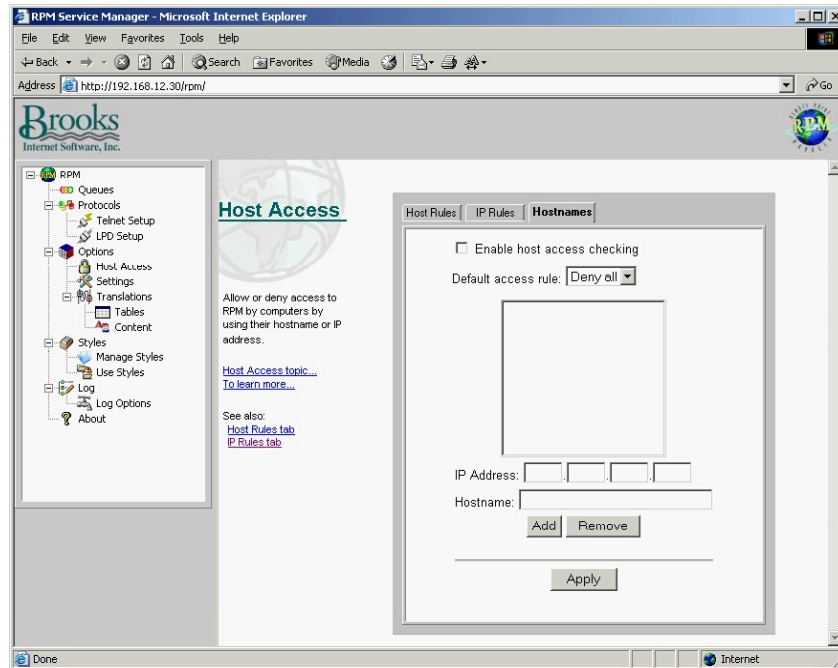 RPM Service Manager - Microsoft Internet Explorer
File Edit View Favorites Tools Help
Back Search Favorites Media
Address http://192.168.12.30/rpm/ Go
Brooks
Internet Software, Inc.
RPM
RPM
Queues
Protocols
Telnet Setup
LPD Setup
Options
Host Access
Settings
Translations
Tables
Content
Styles
Manage Styles
Use Styles
Log
Log Options
About
Host Access
Allow or deny access to
RPM by computers by
using their hostname or IP
address.
Host Access topic...
To learn more...
See also:
Host Rules tab
IP Rules tab
Host Rules IP Rules Hostnames
Enable host access checking
Default access rule: Deny all
IP Address: . . .
Hostname:
Add Remove
Apply
Done Internet